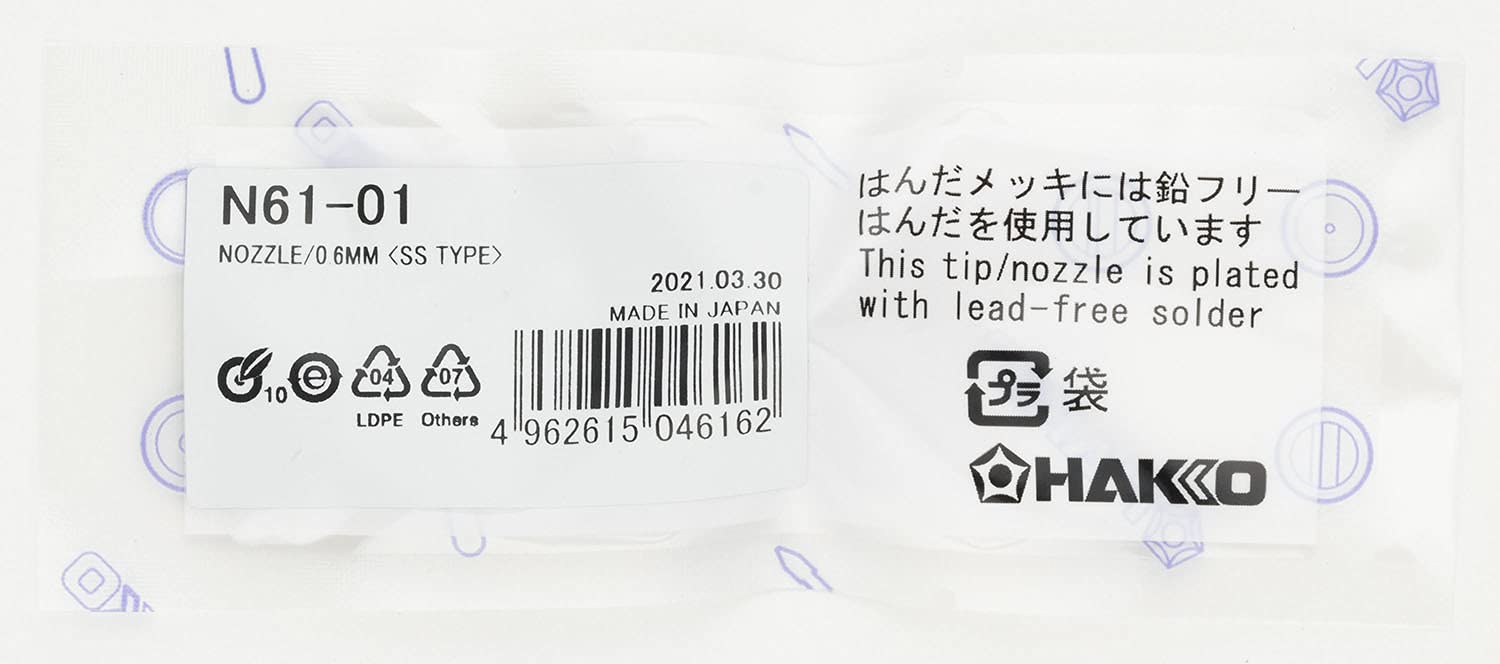 N61-01
NOZZLE/0.6MM <SS TYPE>
2021.03.30
MADE IN JAPAN
10 e 04 07
LDPE Others
4 962615 046162
はんだメッキには鉛フリー
はんだを使用しています
This tip/nozzle is plated
with lead-free solder
プラ 袋
HAKKO